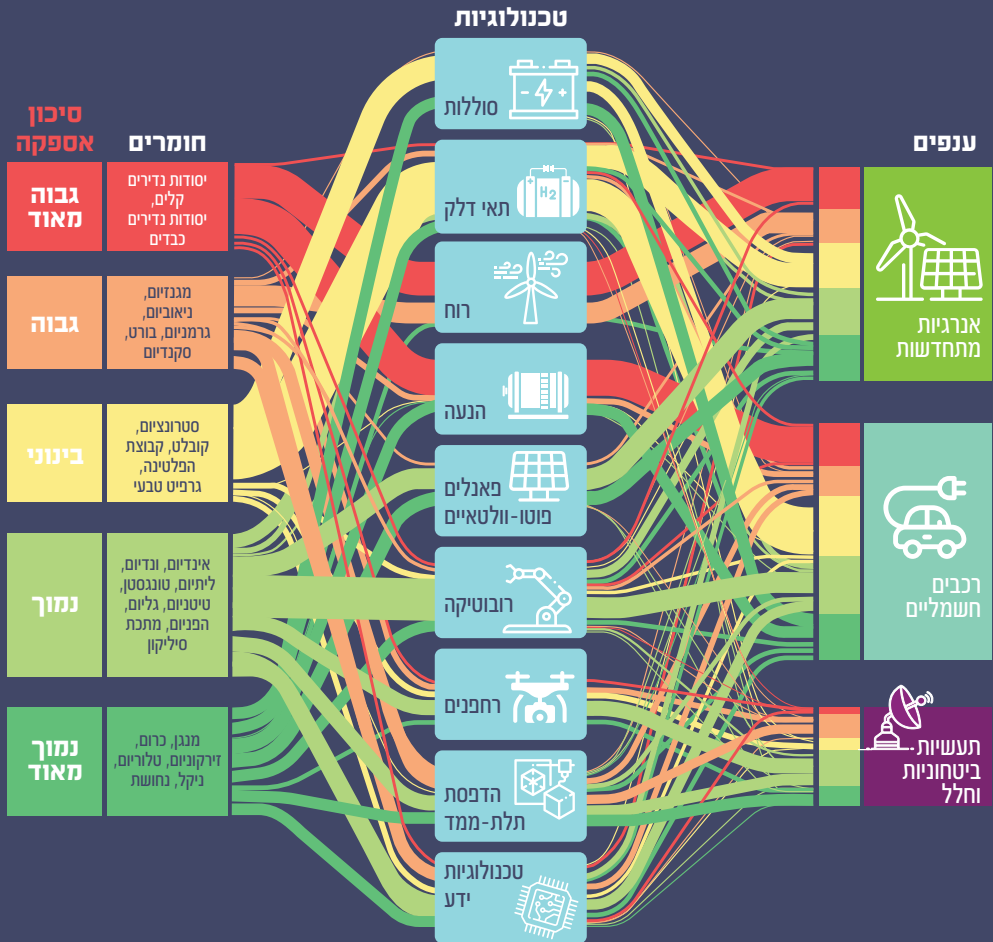 טכנולוגיות
סיכון
אספקה
חומרים
ענפים
גבוה
מאוד
יסודות נדירים
קלים,
יסודות נדירים
כבדים
גבוה
מגנזיום,
ניאוביום,
גרמניום, בורט,
סקנדיום
בינוני
סטרונציום,
קובלט, קבוצת
הפלטינה,
גרפיט טבעי
נמוך
אינדיום, ונדיום,
ליתיום, טונגסטן,
טיטניום, גליום,
הפניום, מתכת
סיליקון
נמוך
מאוד
מנגן, כרום,
זירקוניום, טלוריום,
ניקל, נחושת
סוללות
תאי דלק
H2
רוח
הנעה
פאנלים
פוטו-וולטאיים
רובוטיקה
רחפנים
הדפסת
תלת-ממד
טכנולוגיות
ידע
אנרגיות
מתחדשות
רכבים
חשמליים
תעשיות
ביטחוניות
וחלל